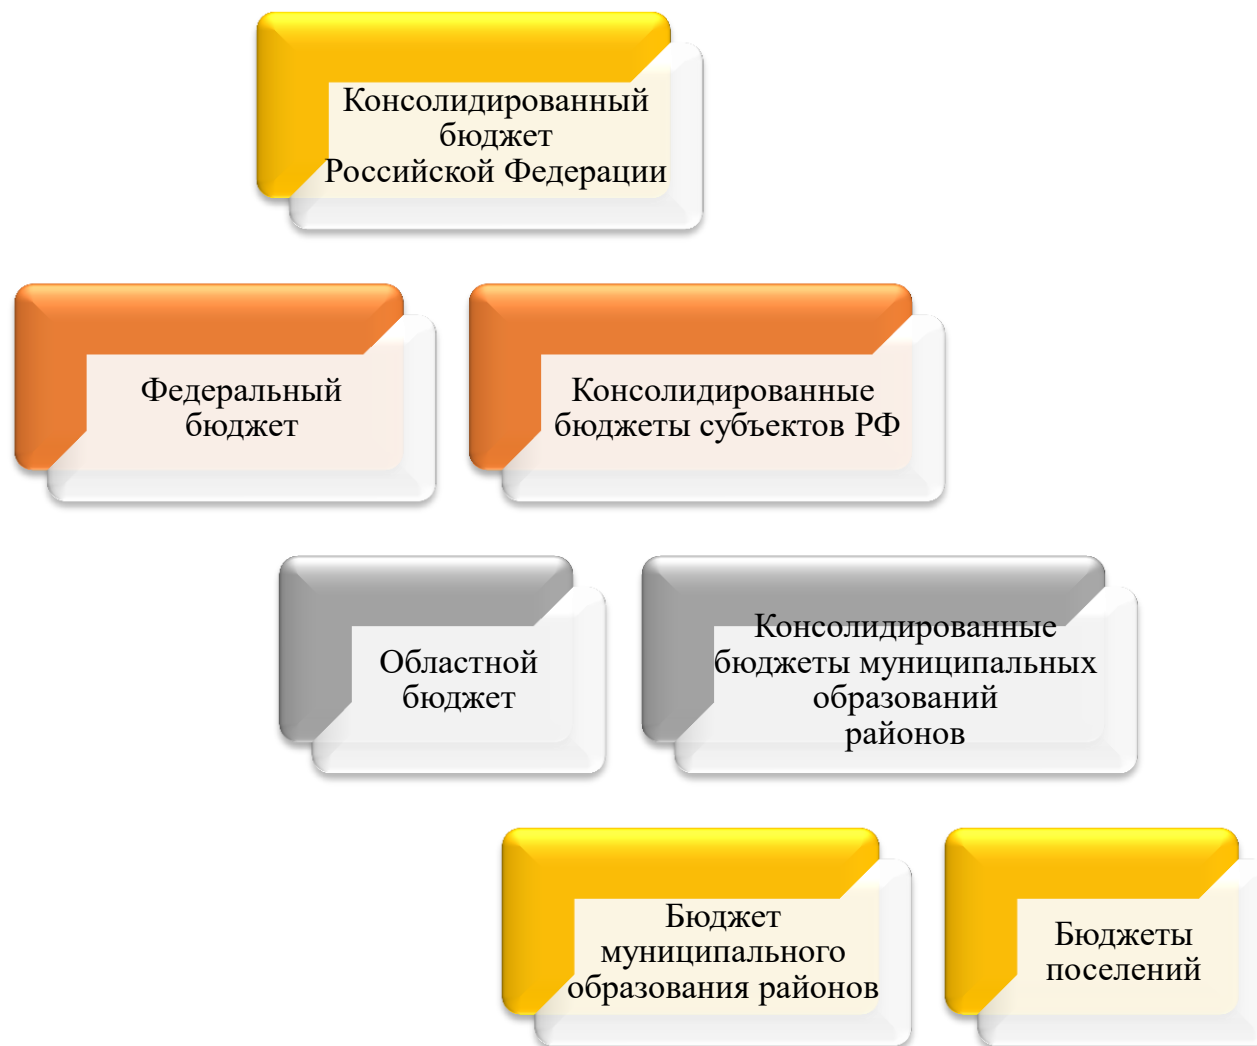 Консолидированный
бюджет
Российской Федерации
Федеральный
бюджет
Консолидированные
бюджеты субъектов РФ
Областной
бюджет
Консолидированные
бюджеты муниципальных
образований
районов
Бюджет
муниципального
образования районов
Бюджеты
поселений